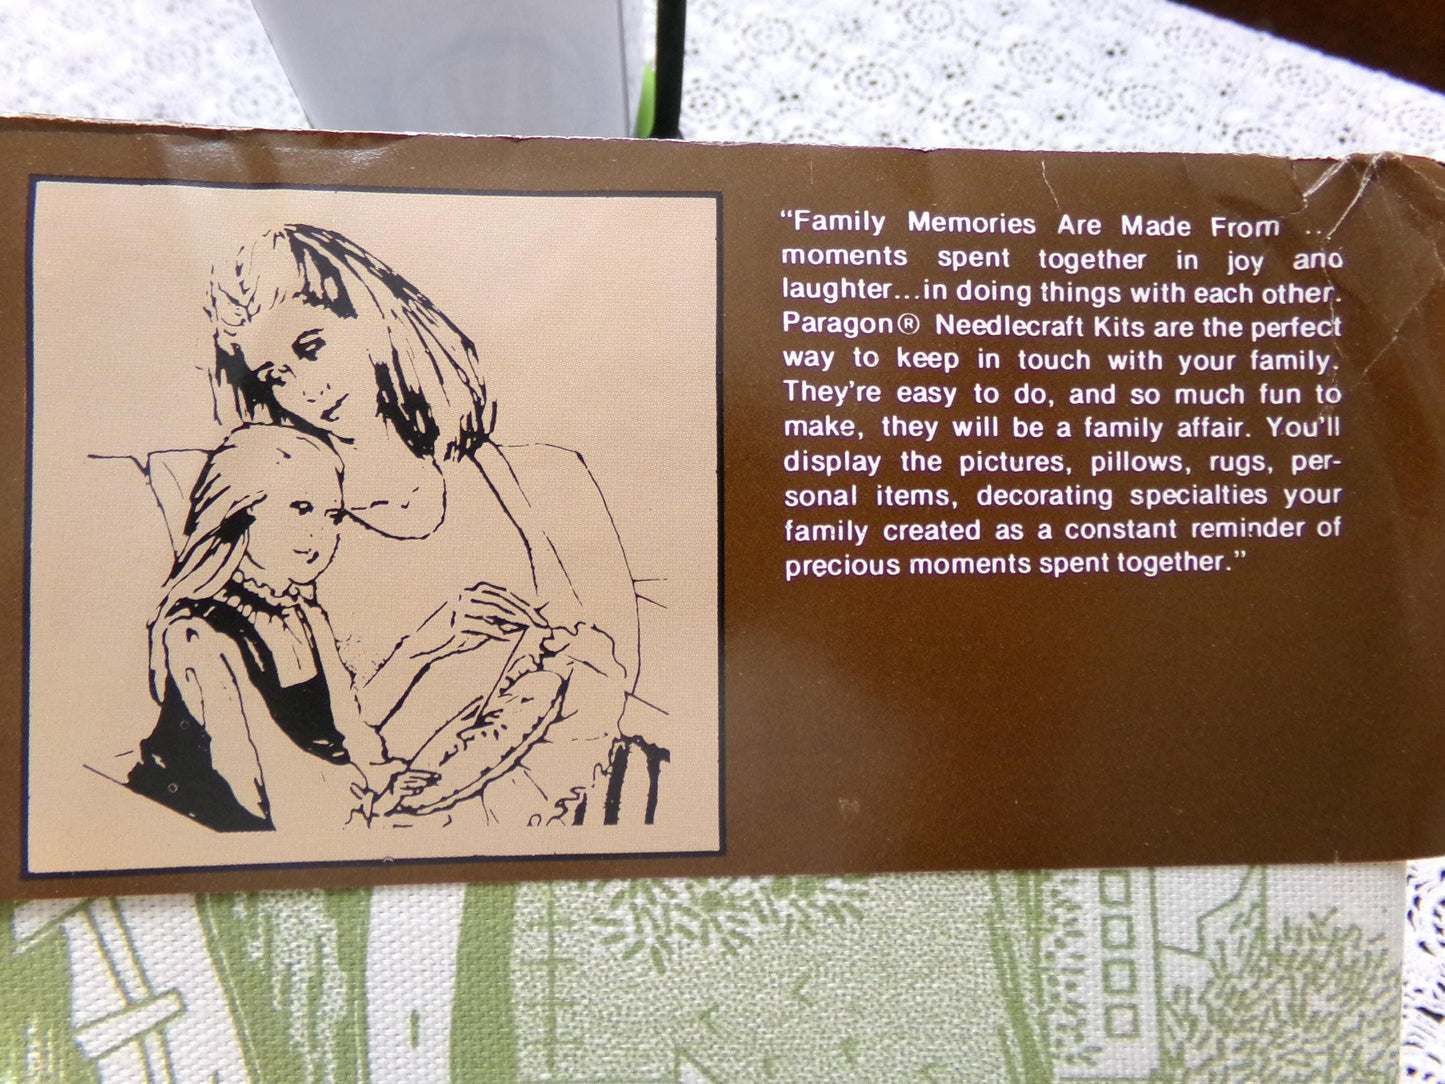 “Family Memories Are Made From ...
moments spent together in joy and
laughter...in doing things with each other.
Paragon® Needlecraft Kits are the perfect
way to keep in touch with your family.
They’re easy to do, and so much fun to
make, they will be a family affair. You’ll
display the pictures, pillows, rugs, per-
sonal items, decorating specialties your
family created as a constant reminder of
precious moments spent together.”